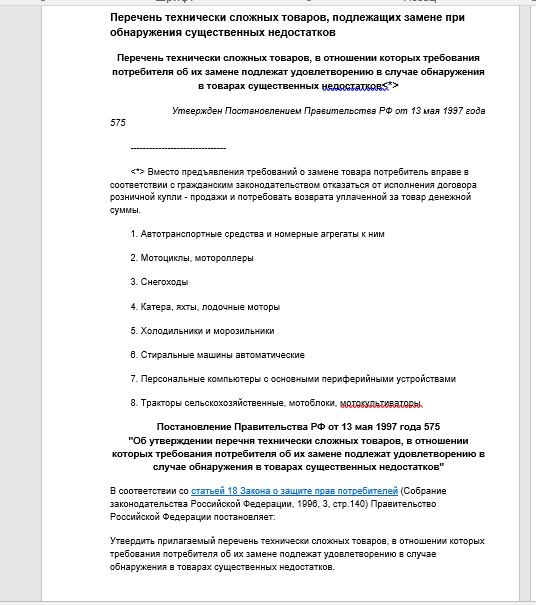 Перечень технически сложных товаров, подлежащих замене при
обнаружения существенных недостатков
Перечень технически сложных товаров, в отношении которых требования
потребителя об их замене подлежат удовлетворению в случае обнаружения
в товарах существенных недостатков<*>
Утвержден Постановлением Правительства РФ от 13 мая 1997 года
575
--------------------------------
<*> Вместо предъявления требований о замене товара потребитель вправе в
соответствии с гражданским законодательством отказаться от исполнения договора
розничной купли - продажи и потребовать возврата уплаченной за товар денежной
суммы.
1. Автотранспортные средства и номерные агрегаты к ним
2. Мотоциклы, мотороллеры
3. Снегоходы
4. Катера, яхты, лодочные моторы
5. Холодильники и морозильники
6. Стиральные машины автоматические
7. Персональные компьютеры с основными периферийными устройствами
8. Тракторы сельскохозяйственные, мотоблоки, мотокультиваторы.
Постановление Правительства РФ от 13 мая 1997 года 575
"Об утверждении перечня технически сложных товаров, в отношении
которых требования потребителя об их замене подлежат удовлетворению в
случае обнаружения в товарах существенных недостатков"
В соответствии со статьей 18 Закона о защите прав потребителей (Собрание
законодательства Российской Федерации, 1996, 3, стр.140) Правительство
Российской Федерации постановляет:
Утвердить прилагаемый перечень технически сложных товаров, в отношении которых
требования потребителя об их замене подлежат удовлетворению в случае
обнаружения в товарах существенных недостатков.